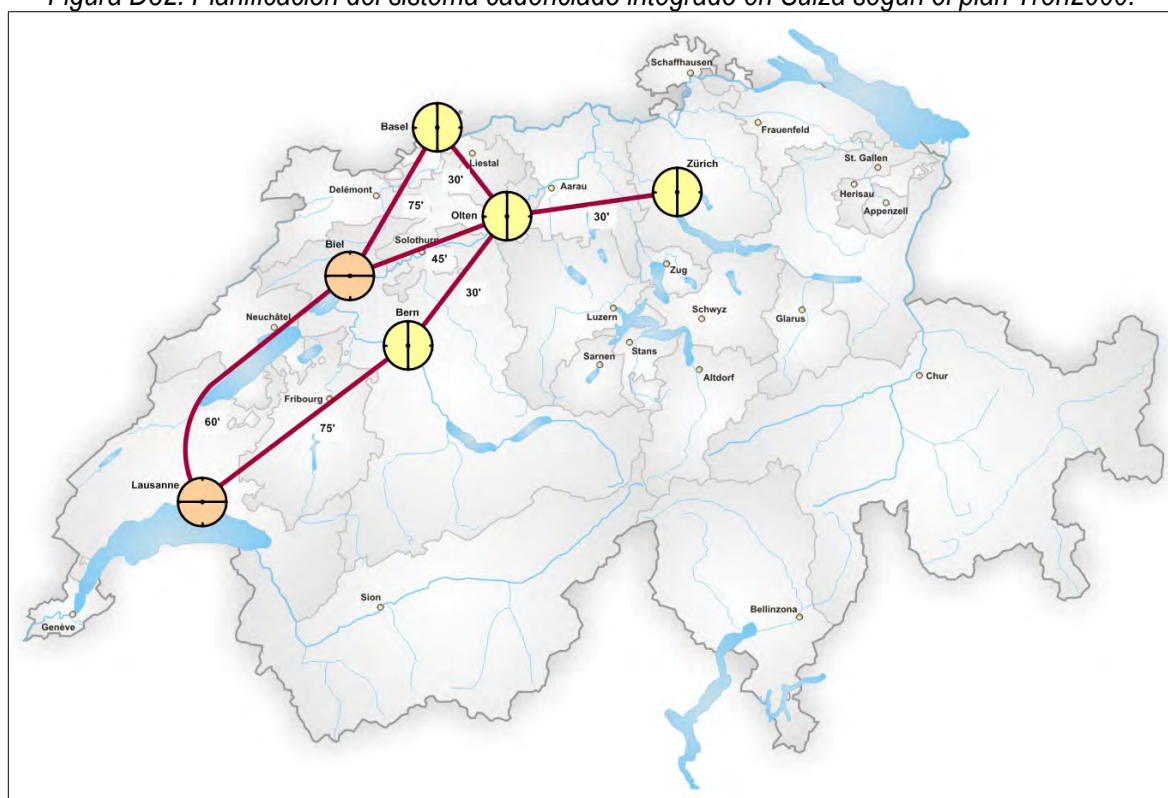 Figura D62. Planificación del sistema cadenciado integrado en Suiza según el plan Tren2000.
Schaffhausen
Basel
Frauenfeld
Liestal
St. Gallen
Zürich
Herisau
Delémont
30'
Aarau
Appenzell
75'
Olten
30'
Solothurn
Biel
45'
Zug
30'
Neuchâtel
Bern
Luzern
Schwyz
Glarus
Stans
Sarnen
Altdorf
Chur
Fribourg
60'
75'
Lausanne
Sion
Bellinzona
Genève